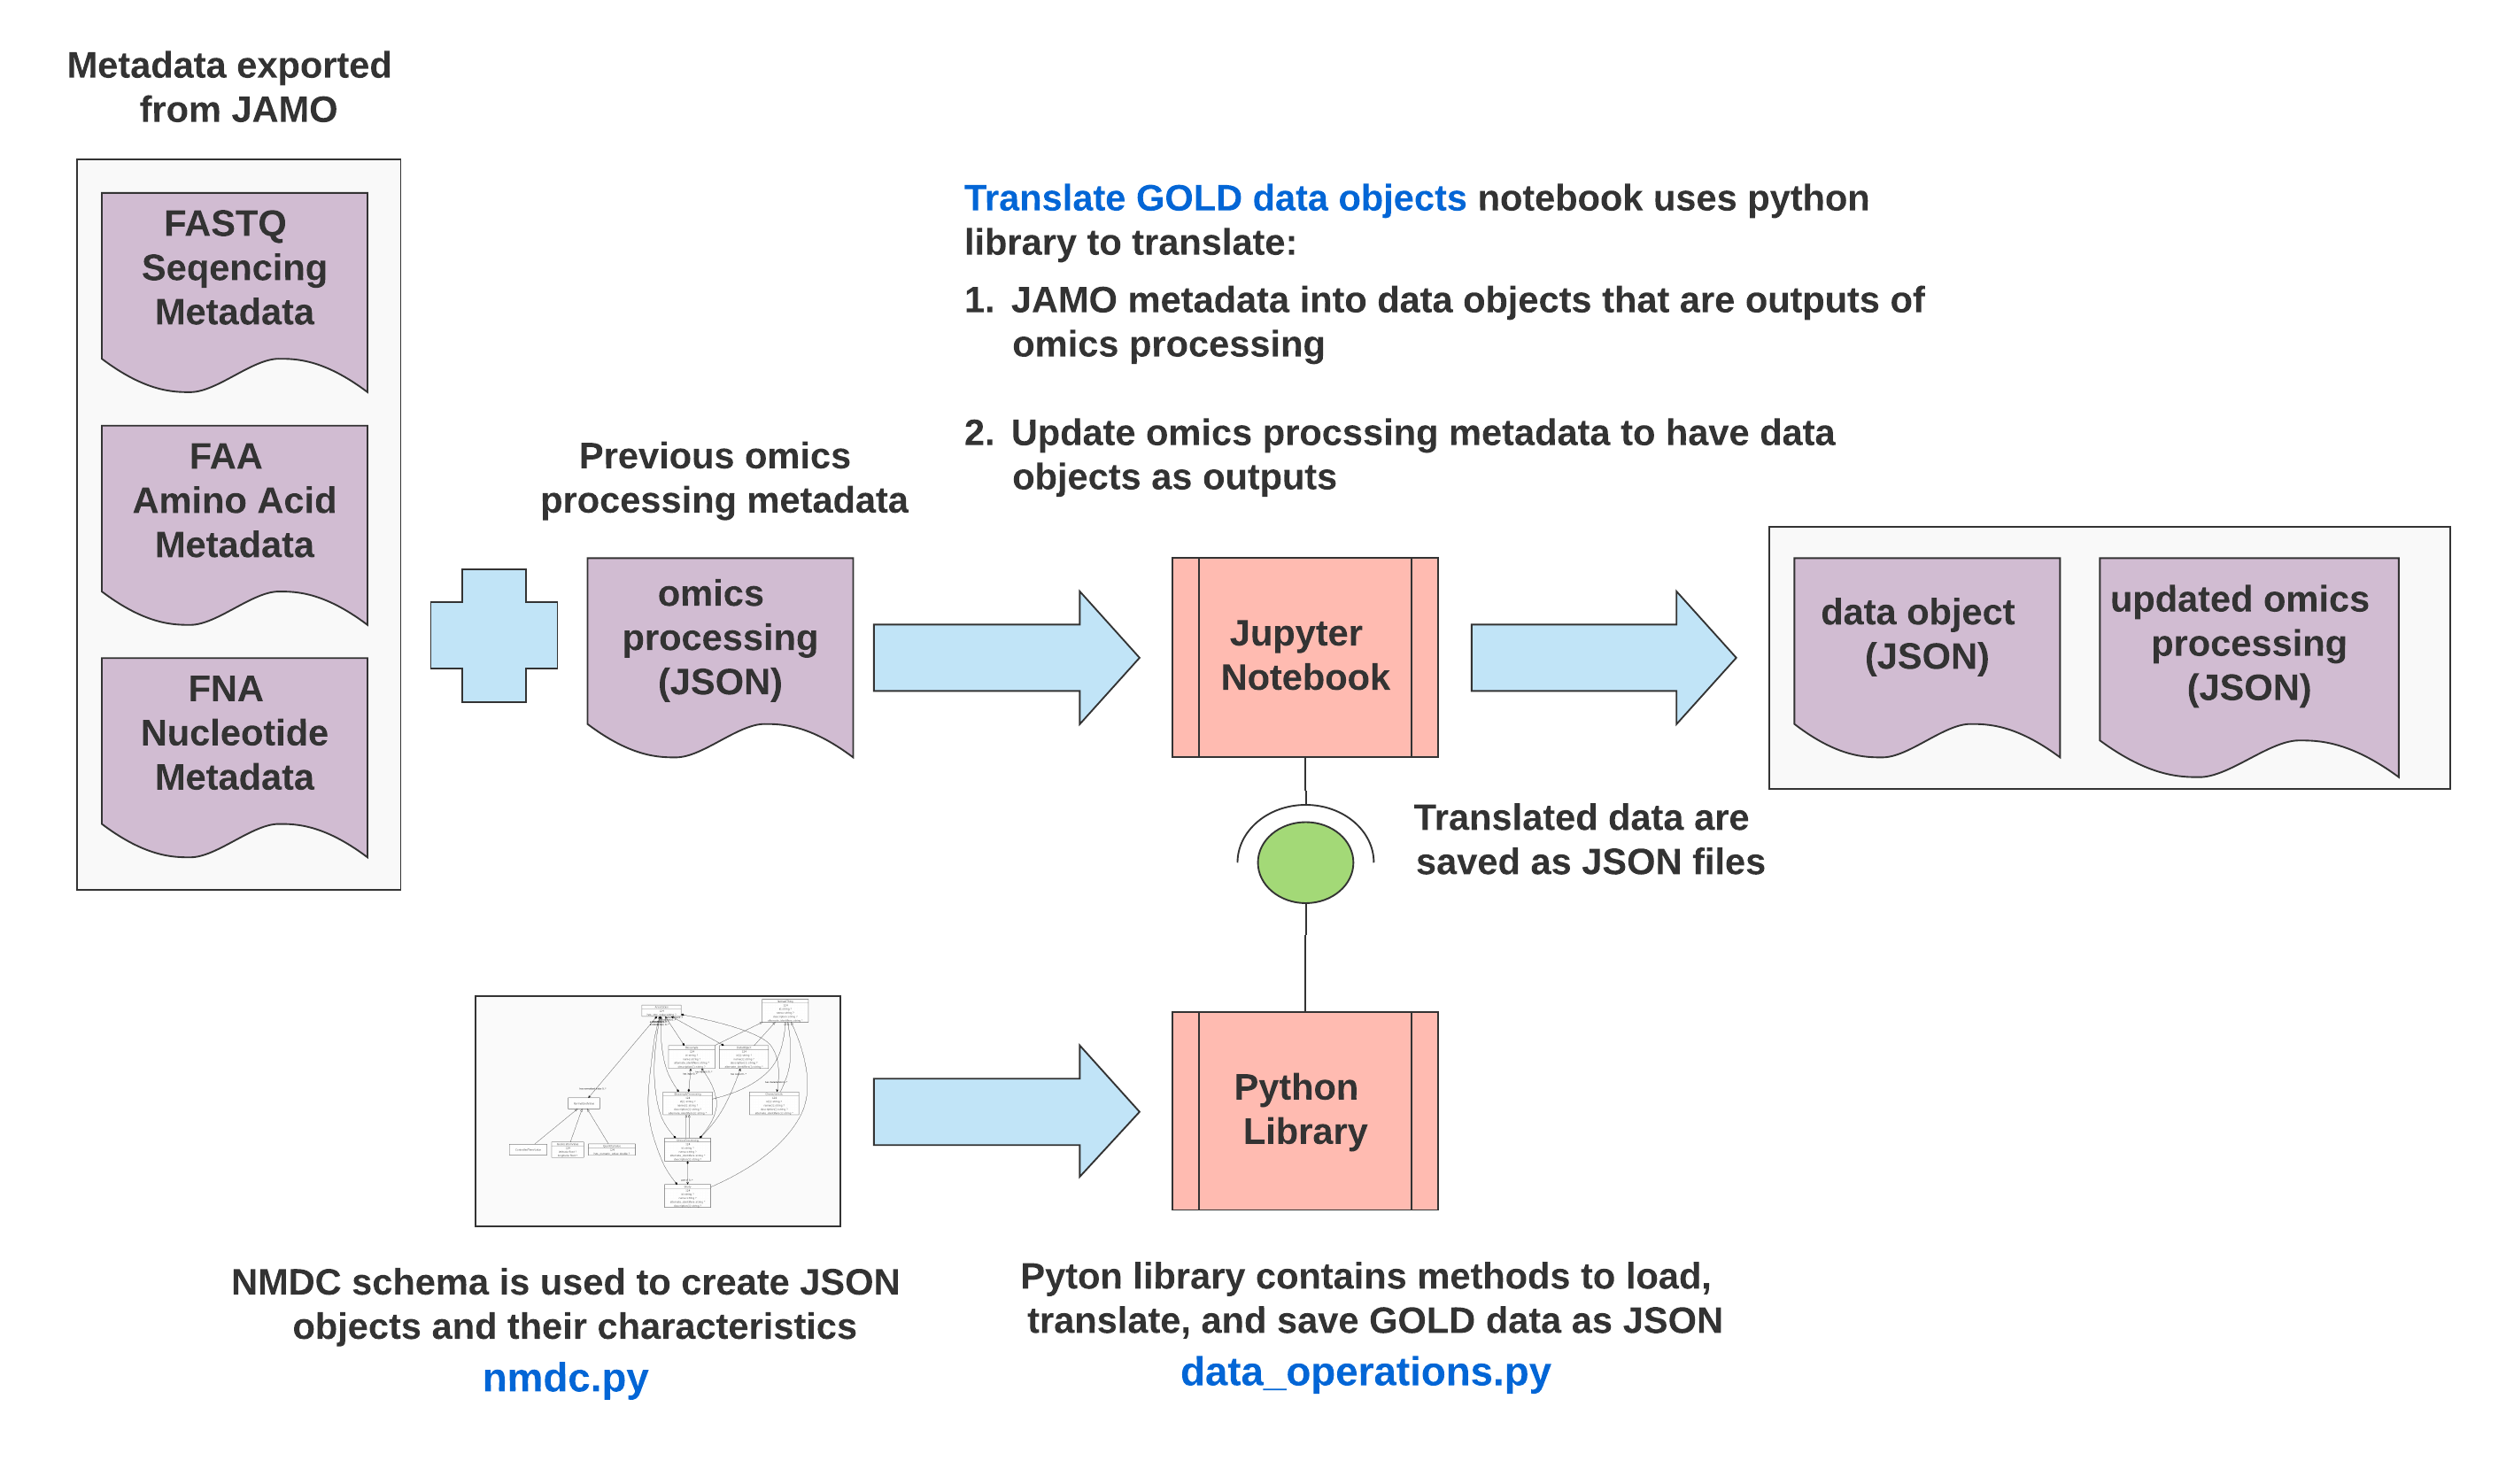 Metadata exported
from JAMO
FASTQ
Seqencing
Metadata
FAA
Amino Acid
Metadata
FNA
Nucleotide
Metadata
Previous omics
processing metadata
omics
processing
(JSON)
Translate GOLD data objects notebook uses python
library to translate:
1. JAMO metadata into data objects that are outputs of
omics processing
2. Update omics procssing metadata to have data
objects as outputs
Jupyter
Notebook
data object
(JSON)
updated omics
processing
(JSON)
Translated data are
saved as JSON files
Python
Library
NMDC schema is used to create JSON
objects and their characteristics
nmdc.py
Pyton library contains methods to load,
translate, and save GOLD data as JSON
data_operations.py